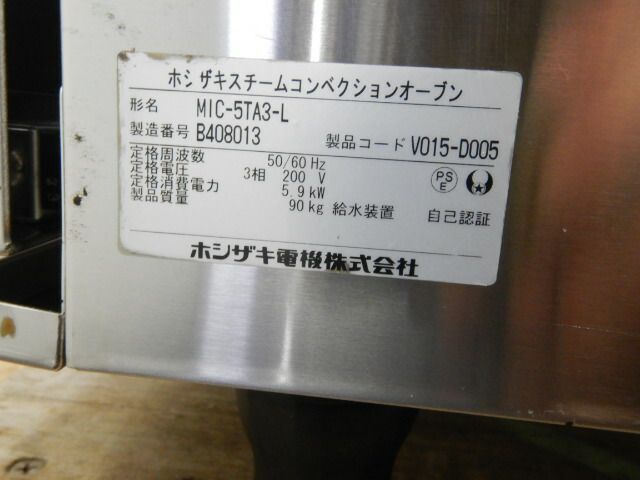 ホシザキスチームコンベクションオーブン
形名 MIC-5TA3-L
製造番号 B408013 製品コード V015-D005
定格周波数 50/60 Hz
定格電圧 3相 200 V
定格消費電力 5.9 kW
製品質量 90 kg 給水装置 自己認証
PSE
ホシザキ電機株式会社